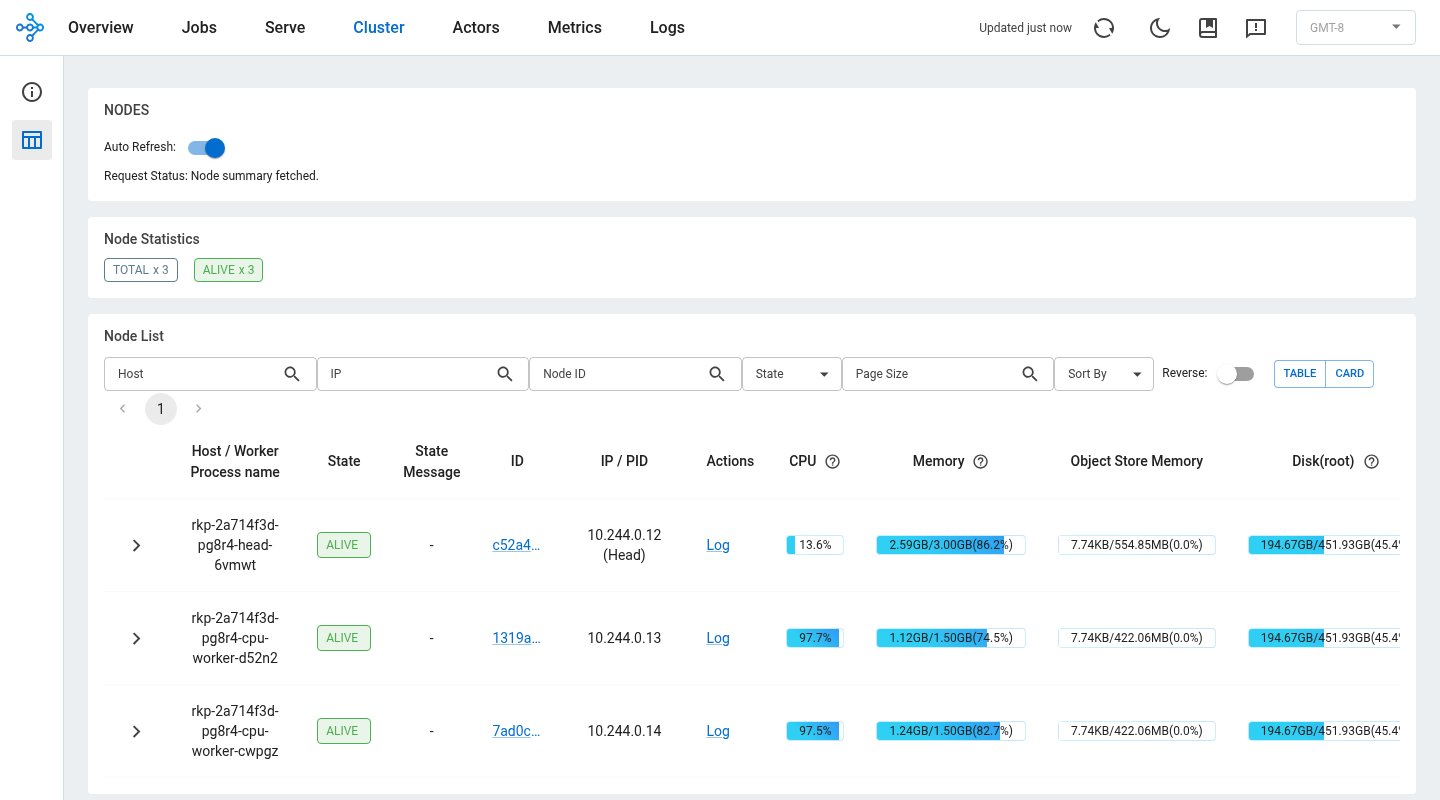 Overview Jobs Serve Cluster Actors Metrics Logs Updated just now GMT-8
NODES
Auto Refresh:
Request Status: Node summary fetched.
Node Statistics
TOTAL x 3 ALIVE x 3
Node List
Host IP Node ID State Page Size Sort By Reverse: TABLE CARD
1
Host / Worker
Process name
State
State
Message
ID
IP / PID
Actions
CPU
Memory
Object Store Memory
Disk(root)
rkp-2a714f3d-
pg8r4-head-
6vmwt
ALIVE
-
c52a4...
10.244.0.12
(Head)
Log
13.6%
2.59GB/3.00GB(86.2%)
7.74KB/554.85MB(0.0%)
194.67GB/451.93GB(45.4
rkp-2a714f3d-
pg8r4-cpu-
worker-d52n2
ALIVE
-
1319a...
10.244.0.13
Log
97.7%
1.12GB/1.50GB(74.5%)
7.74KB/422.06MB(0.0%)
194.67GB/451.93GB(45.4
rkp-2a714f3d-
pg8r4-cpu-
worker-cwpgz
ALIVE
-
7ad0c...
10.244.0.14
Log
97.5%
1.24GB/1.50GB(82.7%)
7.74KB/422.06MB(0.0%)
194.67GB/451.93GB(45.4